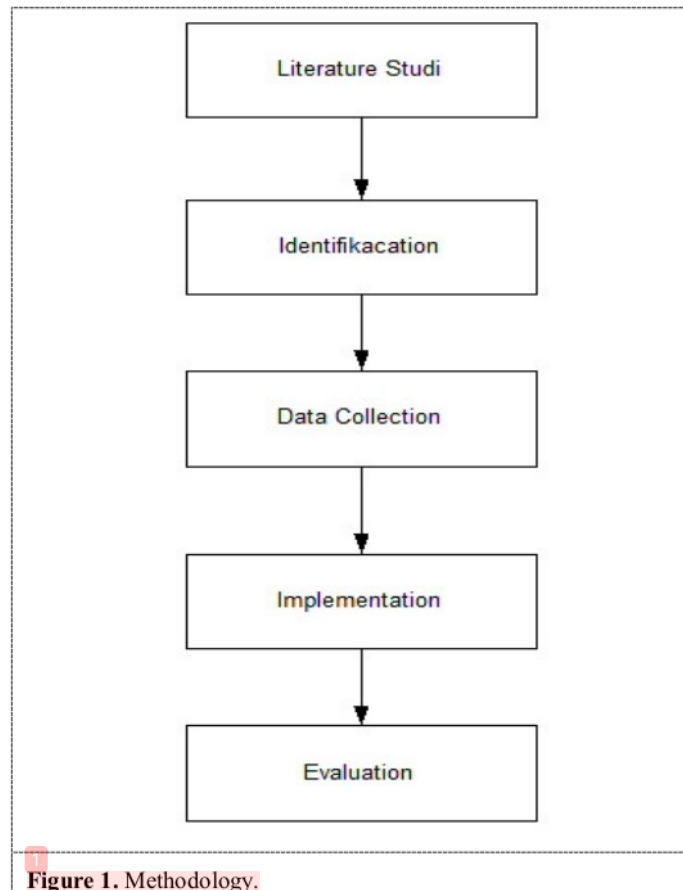 Literature Studi
Identifikacation
Data Collection
Implementation
Evaluation
1
Figure 1. Methodology.